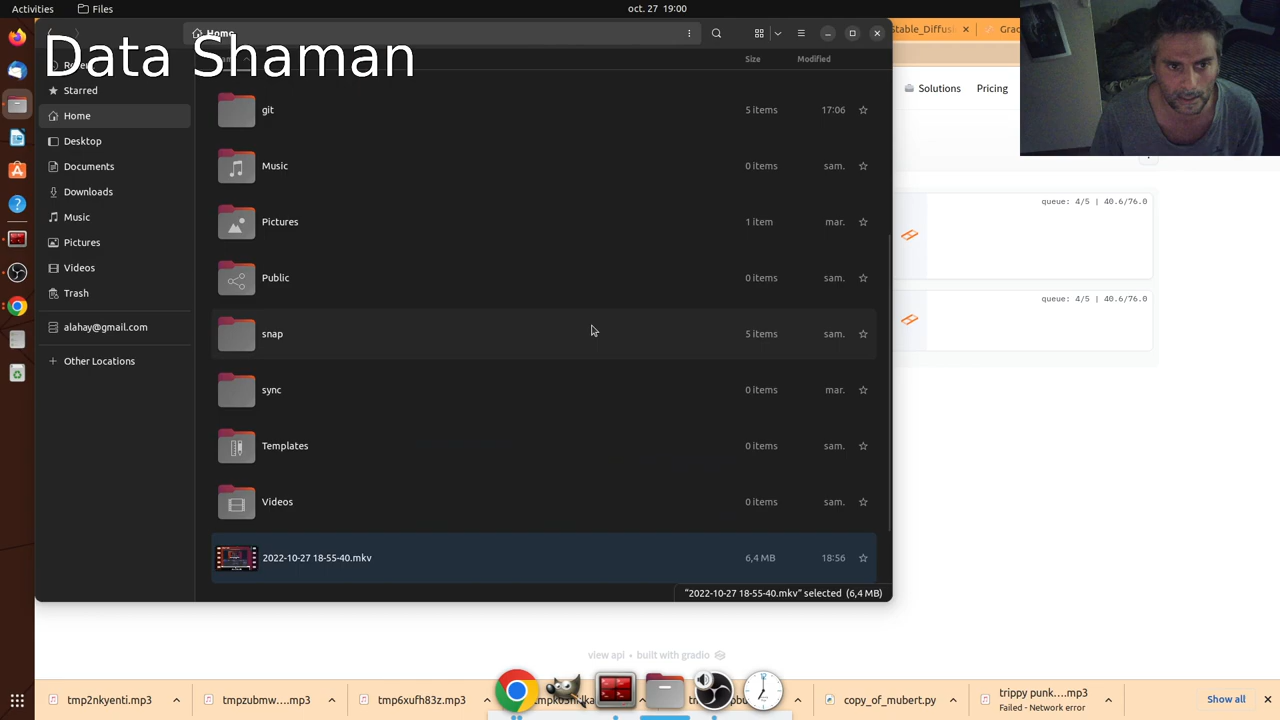 Activities Files oct. 27 19:00
Data Shaman
Home
Size Modified
Starred
Home
Desktop
Documents
Downloads
Music
Pictures
Videos
Trash
alahay@gmail.com
Other Locations
git 5 items 17:06
Music 0 items sam.
Pictures 1 item mar.
Public 0 items sam.
snap 5 items sam.
sync 0 items mar.
Templates 0 items sam.
Videos 0 items sam.
2022-10-27 18-55-40.mkv 6,4 MB 18:56
"2022-10-27 18-55-40.mkv" selected (6,4 MB)
Solutions Pricing
queue: 4/5 | 40.6/76.0
queue: 4/5 | 40.6/76.0
view api • built with gradio
tmp2nkyenti.mp3
tmpzubmw....mp3
tmp6xufh83z.mp3
copy_of_mubert.py
trippy punk....mp3
Failed - Network error
Show all